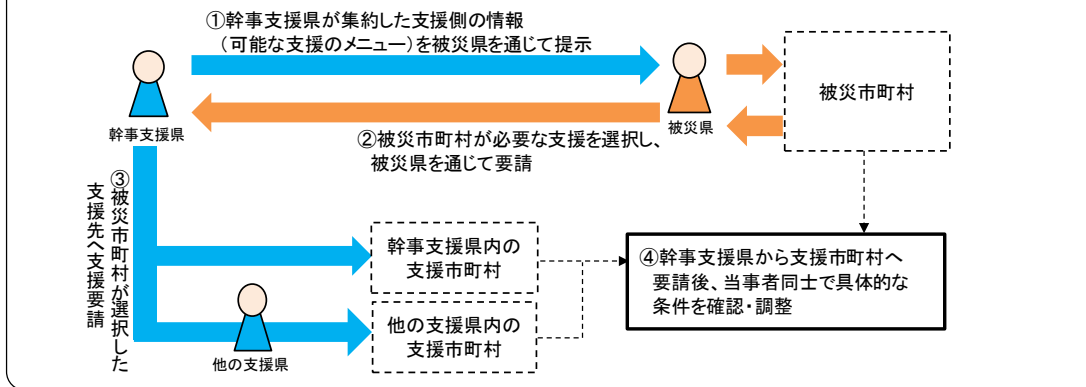 ①幹事支援県が集約した支援側の情報
（可能な支援のメニュー）を被災県を通じて提示
幹事支援県
被災県
被災市町村
②被災市町村が必要な支援を選択し、
被災県を通じて要請
③被災市町村が選択した
支援先へ支援要請
幹事支援県内の
支援市町村
他の支援県内の
支援市町村
他の支援県
④幹事支援県から支援市町村へ
要請後、当事者同士で具体的な
条件を確認・調整